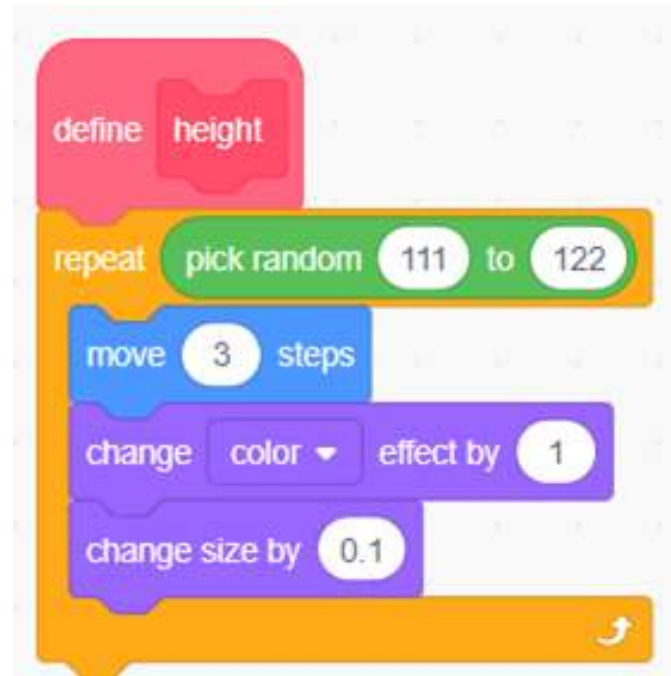 define height
repeat pick random 111 to 122
move 3 steps
change color effect by 1
change size by 0.1